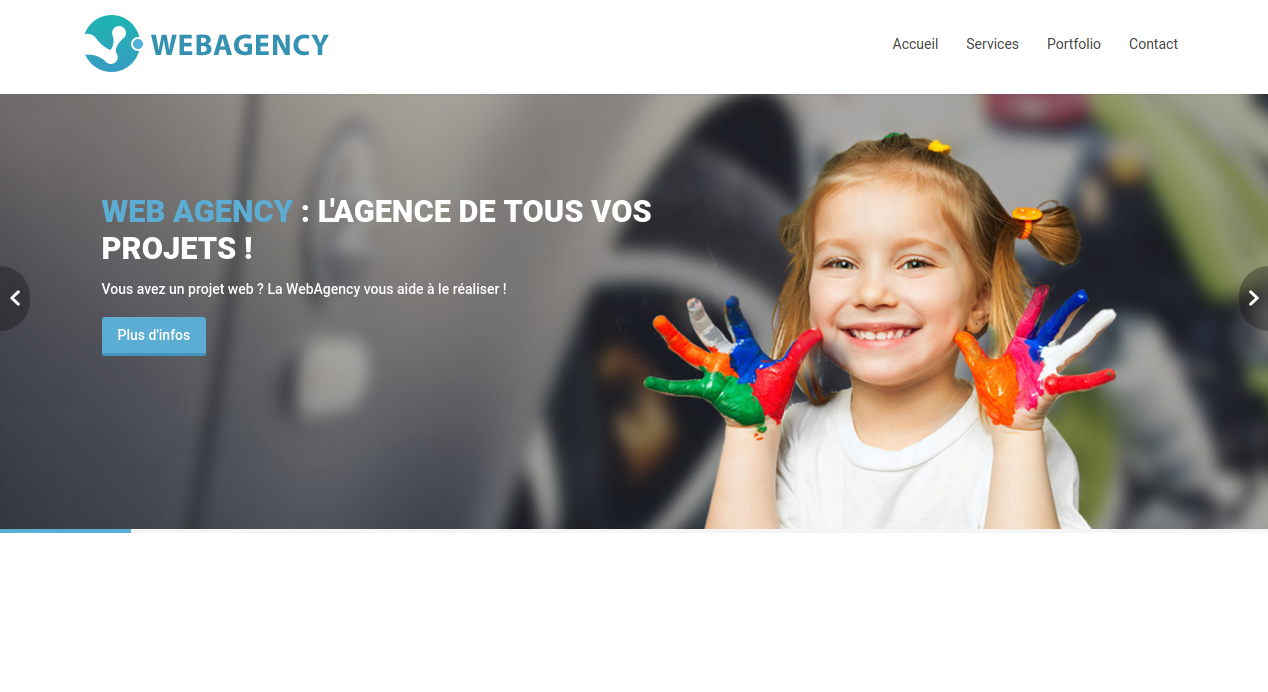 WEBAGENCY
Accueil Services Portfolio Contact
WEB AGENCY : L'AGENCE DE TOUS VOS
PROJETS !
Vous avez un projet web ? La WebAgency vous aide à le réaliser !
Plus d'infos